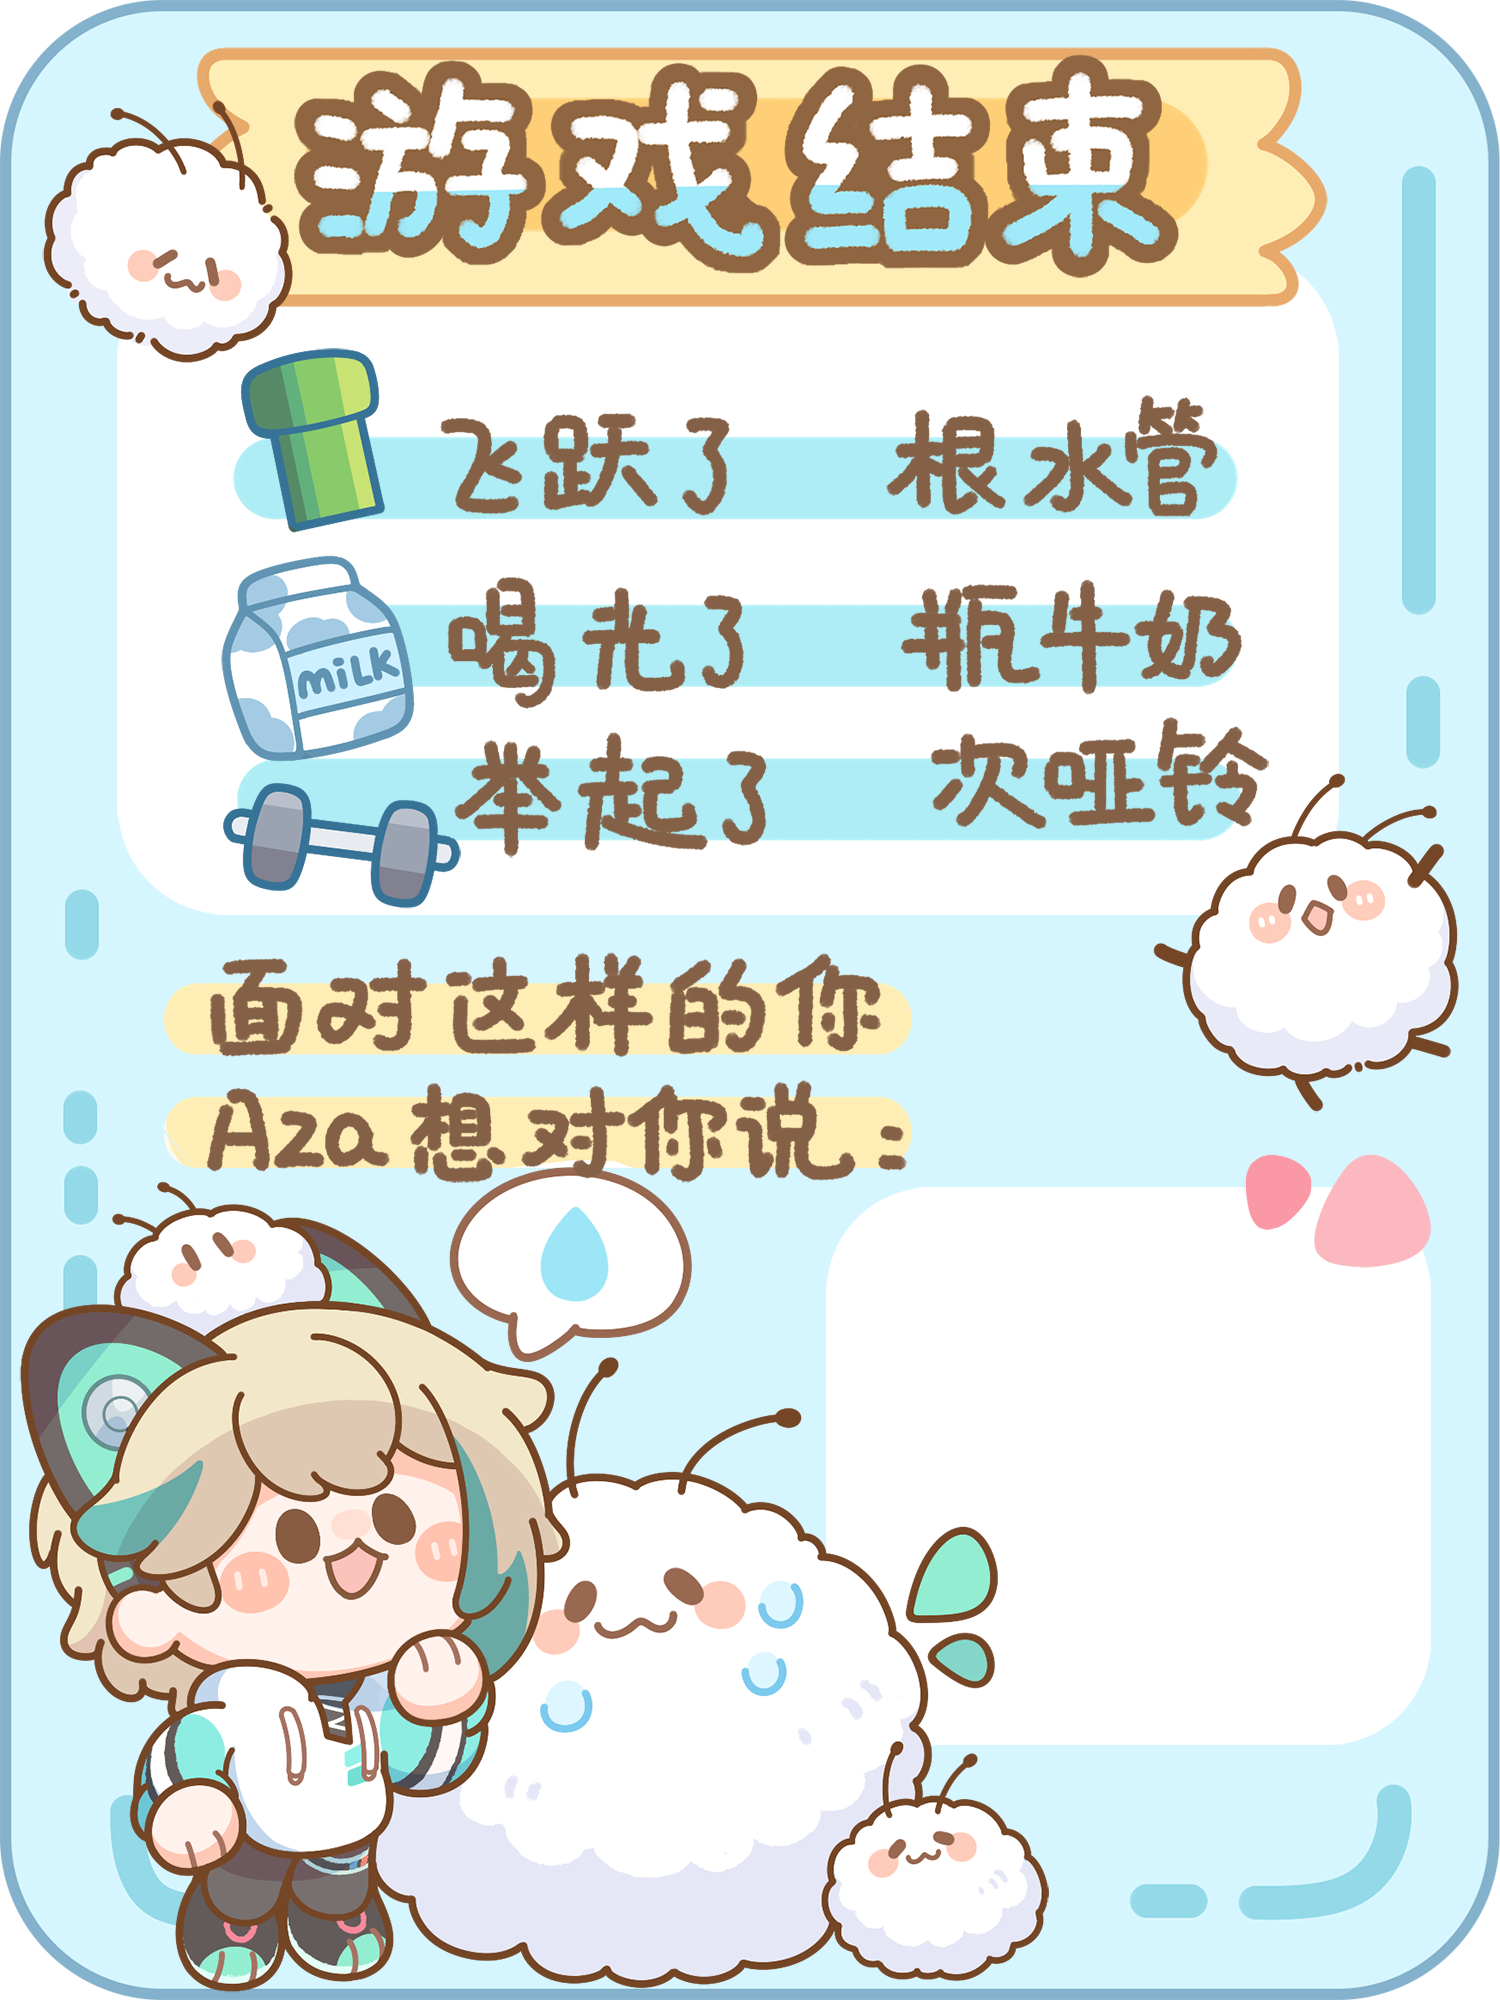 游戏结束
飞跃了 根水管
喝光了 瓶牛奶
milk
举起了 次哑铃
面对这样的你
Aza想对你说：